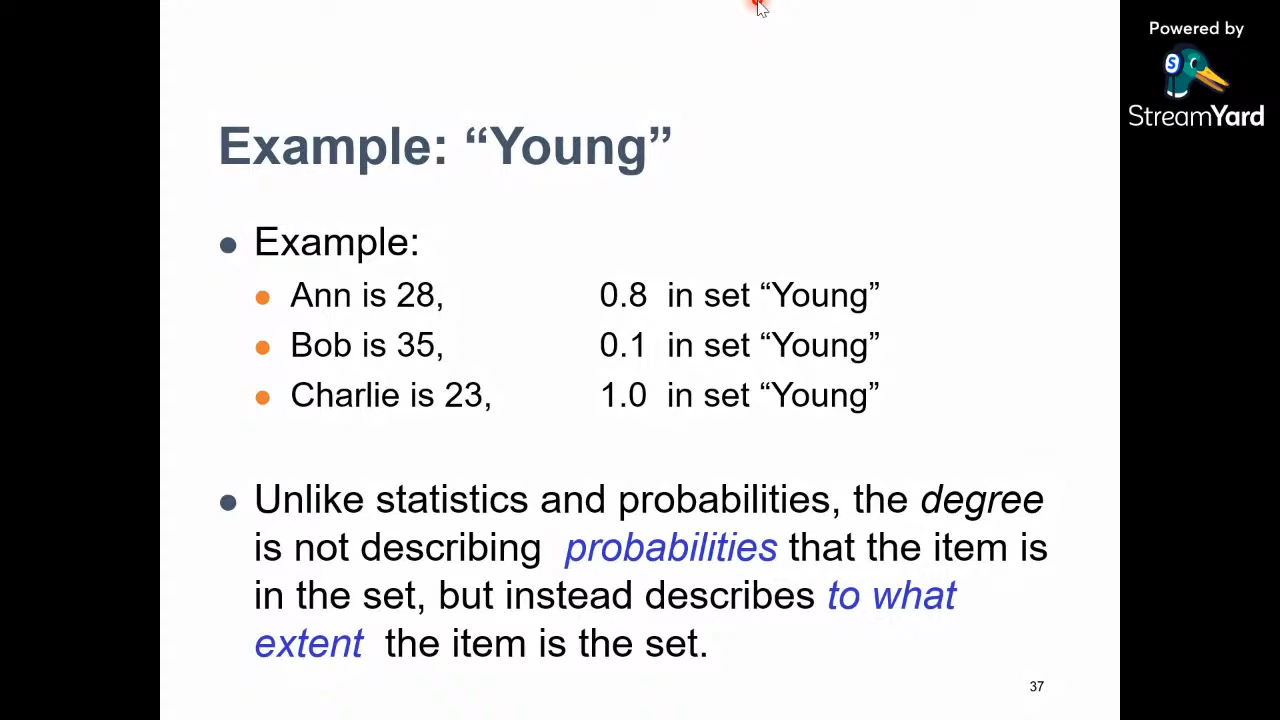 Powered by
S
StreamYard
Example: “Young”
Example:
Ann is 28, 0.8 in set “Young”
Bob is 35, 0.1 in set “Young”
Charlie is 23, 1.0 in set “Young”
Unlike statistics and probabilities, the degree
is not describing probabilities that the item is
in the set, but instead describes to what
extent the item is the set.
37